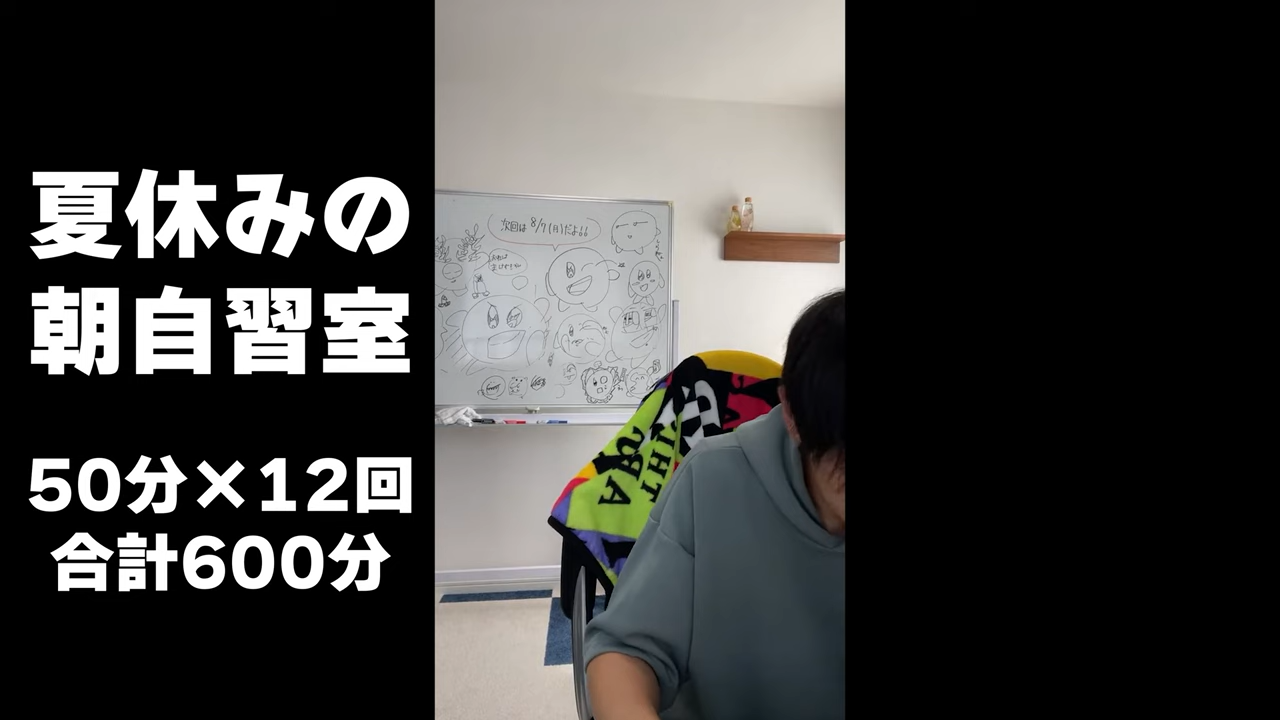 夏休みの
朝自習室
50分×12回
合計600分
次回は 8/7(月)だよ